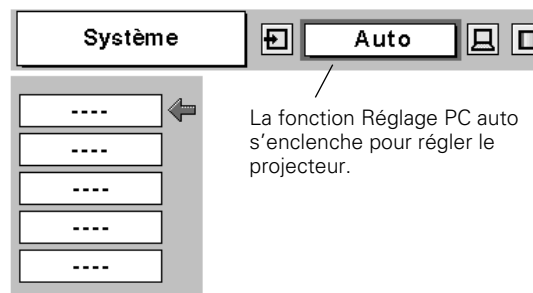 Système
Auto
----
----
----
----
----
La fonction Réglage PC auto
s’enclenche pour régler le
projecteur.